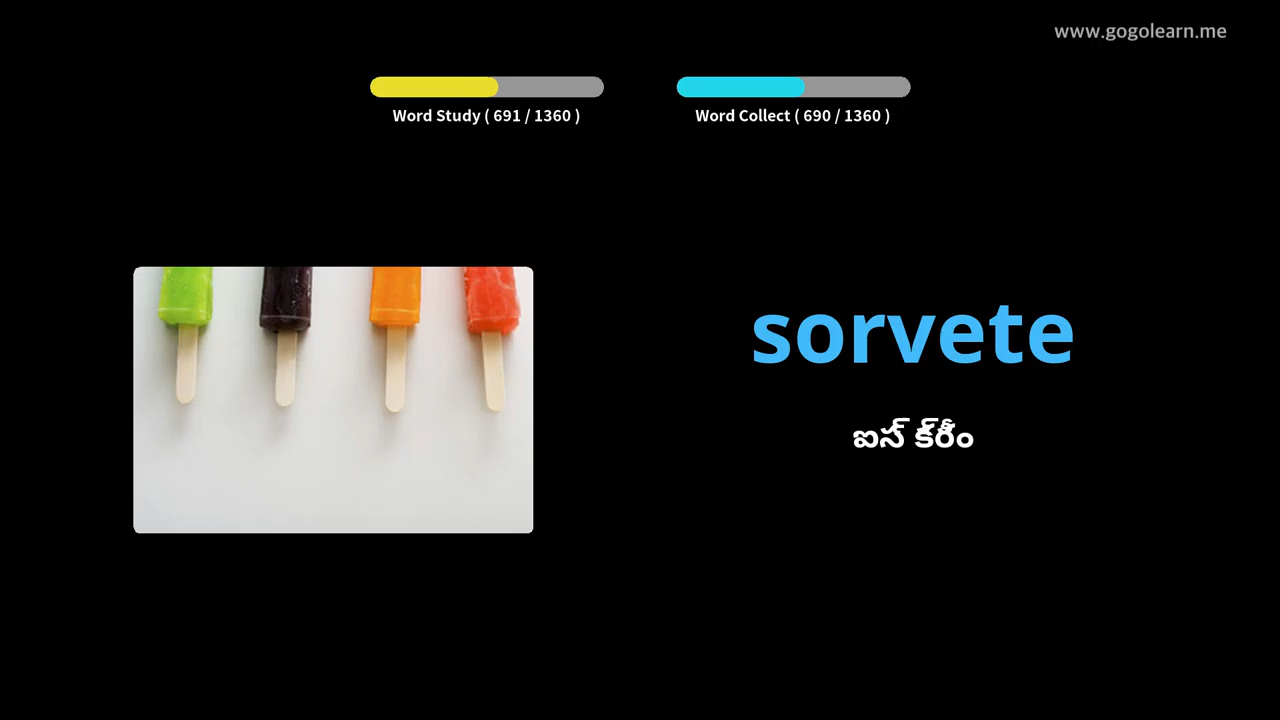 www.gogolearn.me
Word Study ( 691 / 1360 )
Word Collect ( 690 / 1360 )
sorvete
ఐస్ క్రీం